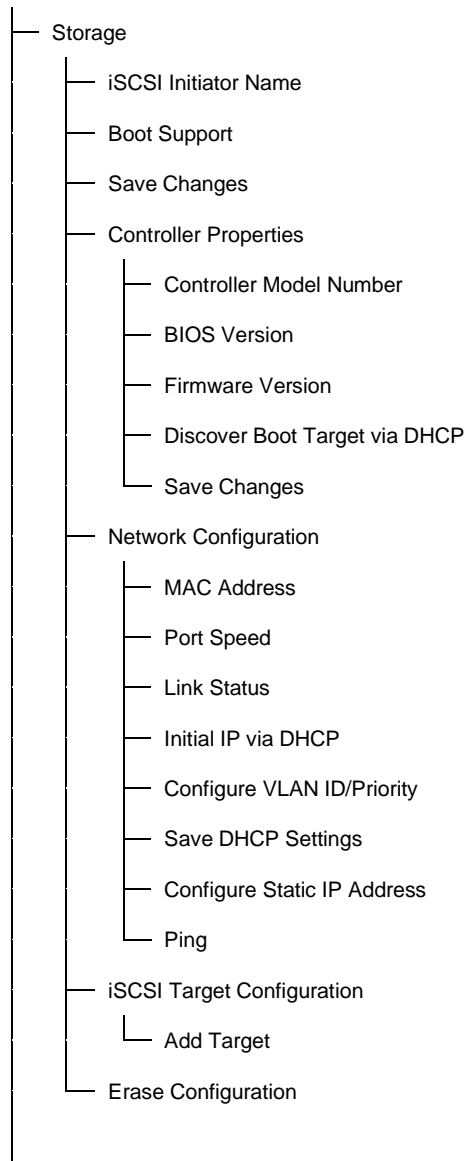 Storage
iSCSI Initiator Name
Boot Support
Save Changes
Controller Properties
Controller Model Number
BIOS Version
Firmware Version
Discover Boot Target via DHCP
Save Changes
Network Configuration
MAC Address
Port Speed
Link Status
Initial IP via DHCP
Configure VLAN ID/Priority
Save DHCP Settings
Configure Static IP Address
Ping
iSCSI Target Configuration
Add Target
Erase Configuration